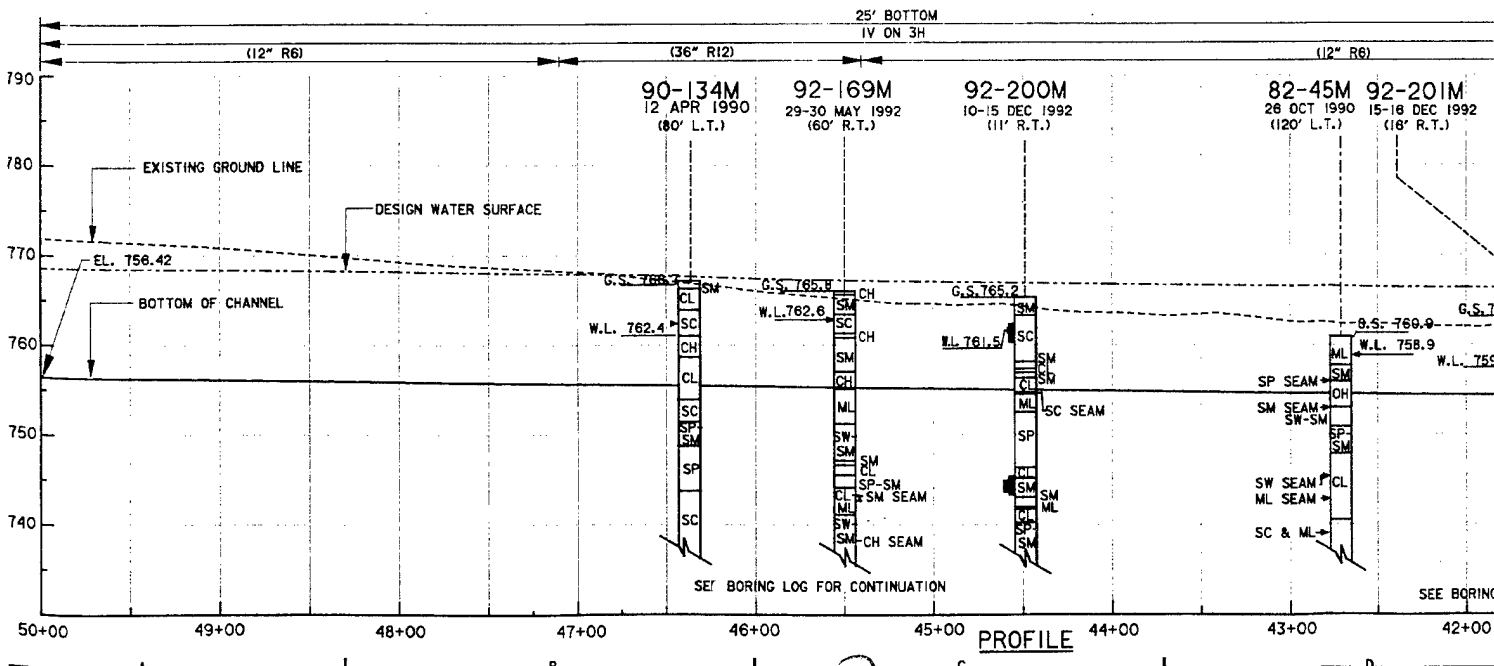 25' BOTTOM
1V ON 3H
(12" R6)
(36" R12)
(12" R6)
90-134M
12 APR 1990
(80' L.T.)
92-169M
29-30 MAY 1992
(60' R.T.)
92-200M
10-15 DEC 1992
(11' R.T.)
82-45M
26 OCT 1990
(120' L.T.)
92-201M
15-16 DEC 1992
(16' R.T.)
790
780
770
760
750
740
EXISTING GROUND LINE
DESIGN WATER SURFACE
EL. 756.42
BOTTOM OF CHANNEL
G.S.
SM
CL
W.L. 762.4
SC
CH
CL
SC
SP-
SM
SP
SC
G.S. 765.8
CH
SM
W.L. 762.6
SC
CH
SM
CH
ML
SW-
SM
SM
CL
SP-SM
CL
SM SEAM
ML
SW-
SM
CH SEAM
G.S. 765.2
SM
W.L 761.5
SC
SM
CL
SM
CL
SC SEAM
ML
SP
CL
SM
SM
ML
CL
SP-
SM
760.9
ML
W.L. 758.9
SM
SP SEAM
OH
SM SEAM
SW-SM
SP-
SM
SW SEAM
CL
ML SEAM
SC & ML
G.S. 7
W.L. 759
SEE BORING LOG FOR CONTINUATION
SEE BORING
50+00
49+00
48+00
47+00
46+00
45+00
44+00
43+00
42+00
PROFILE
B
C
D